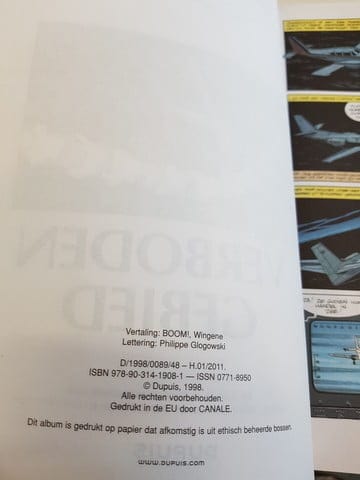 Vertaling: BOOM!, Wingene
Lettering: Philippe Glogowski
D/1998/0089/48 – H.01/2011.
ISBN 978-90-314-1908-1 — ISSN 0771-8950
© Dupuis, 1998.
Alle rechten voorbehouden.
Gedrukt in de EU door CANALE.
Dit album is gedrukt op papier dat afkomstig is uit ethisch beheerde bossen.
www.DUPUIS.com
VERBODEN
GEBIED
DUPUIS